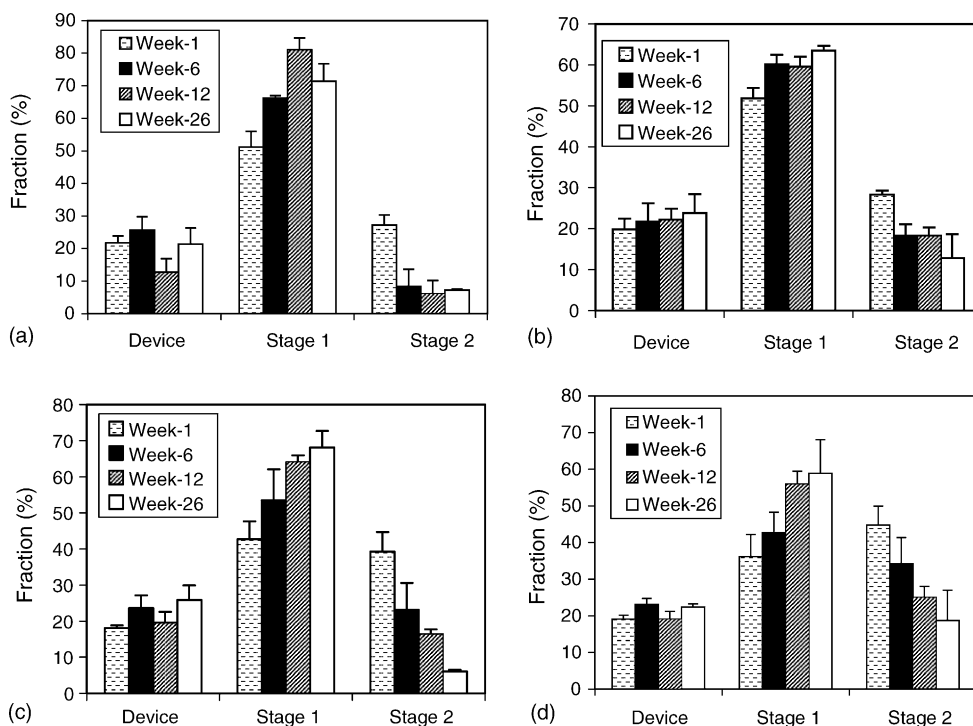 90
80
70
60
50
40
30
20
10
0
Fraction (%)
Week-1
Week-6
Week-12
Week-26
Device
Stage 1
Stage 2
(a)
70
60
50
40
30
20
10
0
Fraction (%)
Week-1
Week-6
Week-12
Week-26
Device
Stage 1
Stage 2
(b)
80
70
60
50
40
30
20
10
0
Fraction (%)
Week-1
Week-6
Week-12
Week-26
Device
Stage 1
Stage 2
(c)
80
70
60
50
40
30
20
10
0
Fraction (%)
Week-1
Week-6
Week-12
Week-26
Device
Stage 1
Stage 2
(d)